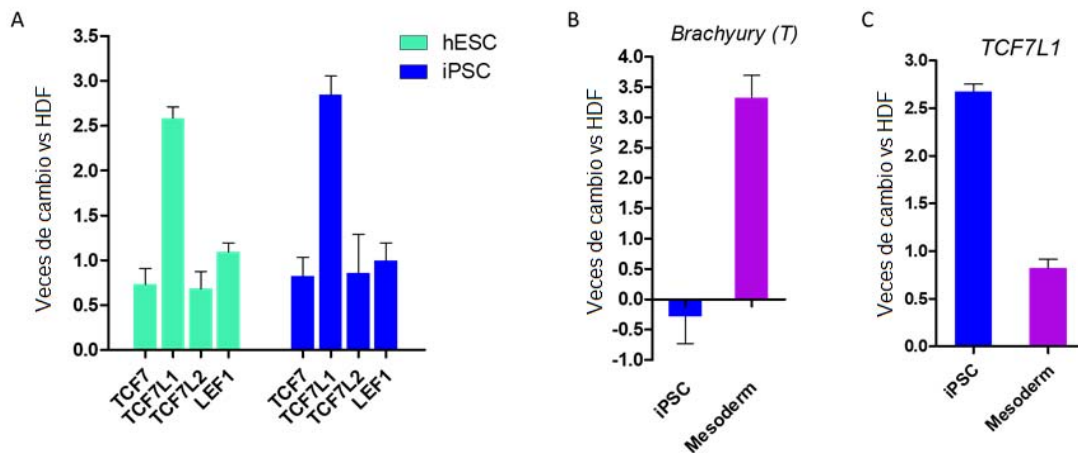 A
Veces de cambio vs HDF
3.5
3.0
2.5
2.0
1.5
1.0
0.5
0.0
hESC
iPSC
TCF7
TCF7L1
TCF7L2
LEF1
TCF7
TCF7L1
TCF7L2
LEF1
B
Brachyury (T)
Veces de cambio vs HDF
4.0
3.5
3.0
2.5
2.0
1.5
1.0
0.5
0.0
-0.5
-1.0
iPSC
Mesoderm
C
TCF7L1
Veces de cambio vs HDF
3.0
2.5
2.0
1.5
1.0
0.5
0.0
iPSC
Mesoderm